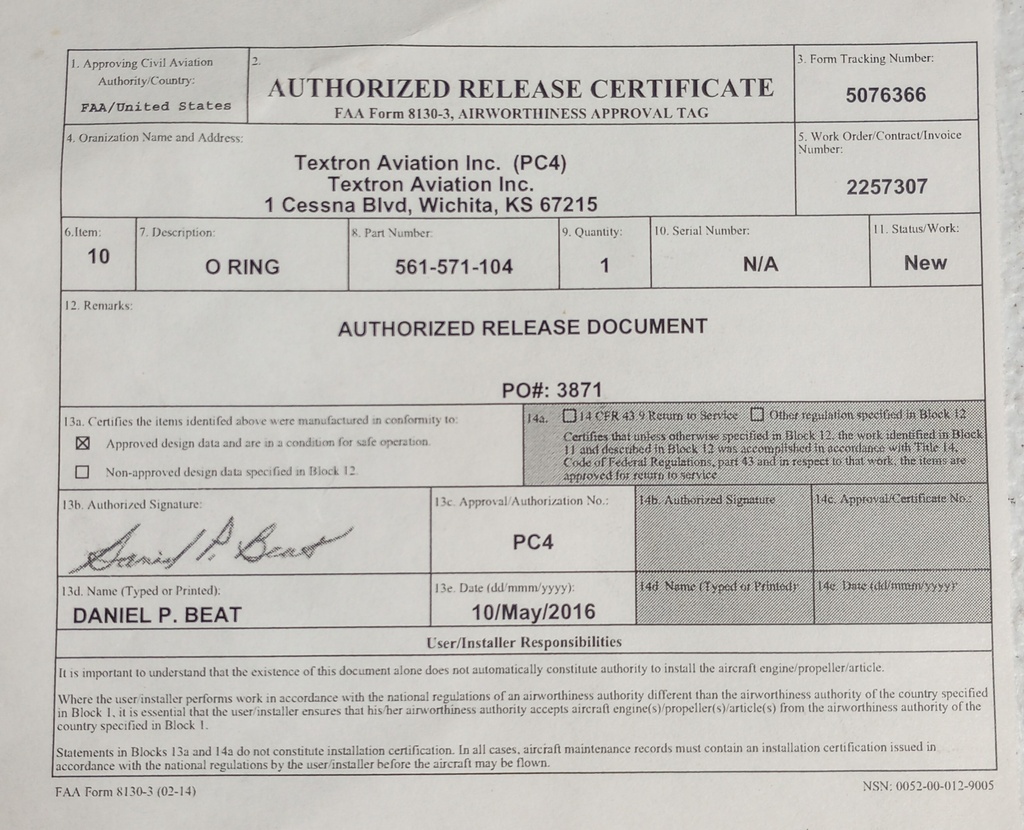 1. Approving Civil Aviation
Authority/Country:
FAA/United States
2.
AUTHORIZED RELEASE CERTIFICATE
FAA Form 8130-3, AIRWORTHINESS APPROVAL TAG
3. Form Tracking Number:
5076366
4. Oranization Name and Address:
Textron Aviation Inc. (PC4)
Textron Aviation Inc.
1 Cessna Blvd, Wichita, KS 67215
5. Work Order/Contract/Invoice
Number:
2257307
6.Item:
10
7. Description:
O RING
8. Part Number:
561-571-104
9. Quantity:
1
10. Serial Number:
N/A
11. Status/Work:
New
12. Remarks:
AUTHORIZED RELEASE DOCUMENT
PO#: 3871
13a. Certifies the items identifed above were manufactured in conformity to:
Approved design data and are in a condition for safe operation.
Non-approved design data specified in Block 12.
14a. 14 CFR 43.9 Return to Service Other regulation specified in Block 12
Certifies that unless otherwise specified in Block 12, the work identified in Block
11 and described in Block 12 was accomplished in accordance with Title 14,
Code of Federal Regulations, part 43 and in respect to that work, the items are
approved for return to service
13b. Authorized Signature:
Daniel P. Beat
13c. Approval/Authorization No.:
PC4
14b. Authorized Signature
14c. Approval/Certificate No.:
13d. Name (Typed or Printed):
DANIEL P. BEAT
13e. Date (dd/mmm/yyyy):
10/May/2016
14d Name (Typed or Printed):
14e Date (dd/mmm/yyyy):
User/Installer Responsibilities
It is important to understand that the existence of this document alone does not automatically constitute authority to install the aircraft engine/propeller/article.
Where the user/installer performs work in accordance with the national regulations of an airworthiness authority different than the airworthiness authority of the country specified
in Block 1, it is essential that the user/installer ensures that his/her airworthiness authority accepts aircraft engine(s)/propeller(s)/article(s) from the airworthiness authority of the
country specified in Block 1.
Statements in Blocks 13a and 14a do not constitute installation certification. In all cases, aircraft maintenance records must contain an installation certification issued in
accordance with the national regulations by the user/installer before the aircraft may be flown.
FAA Form 8130-3 (02-14)
NSN: 0052-00-012-9005